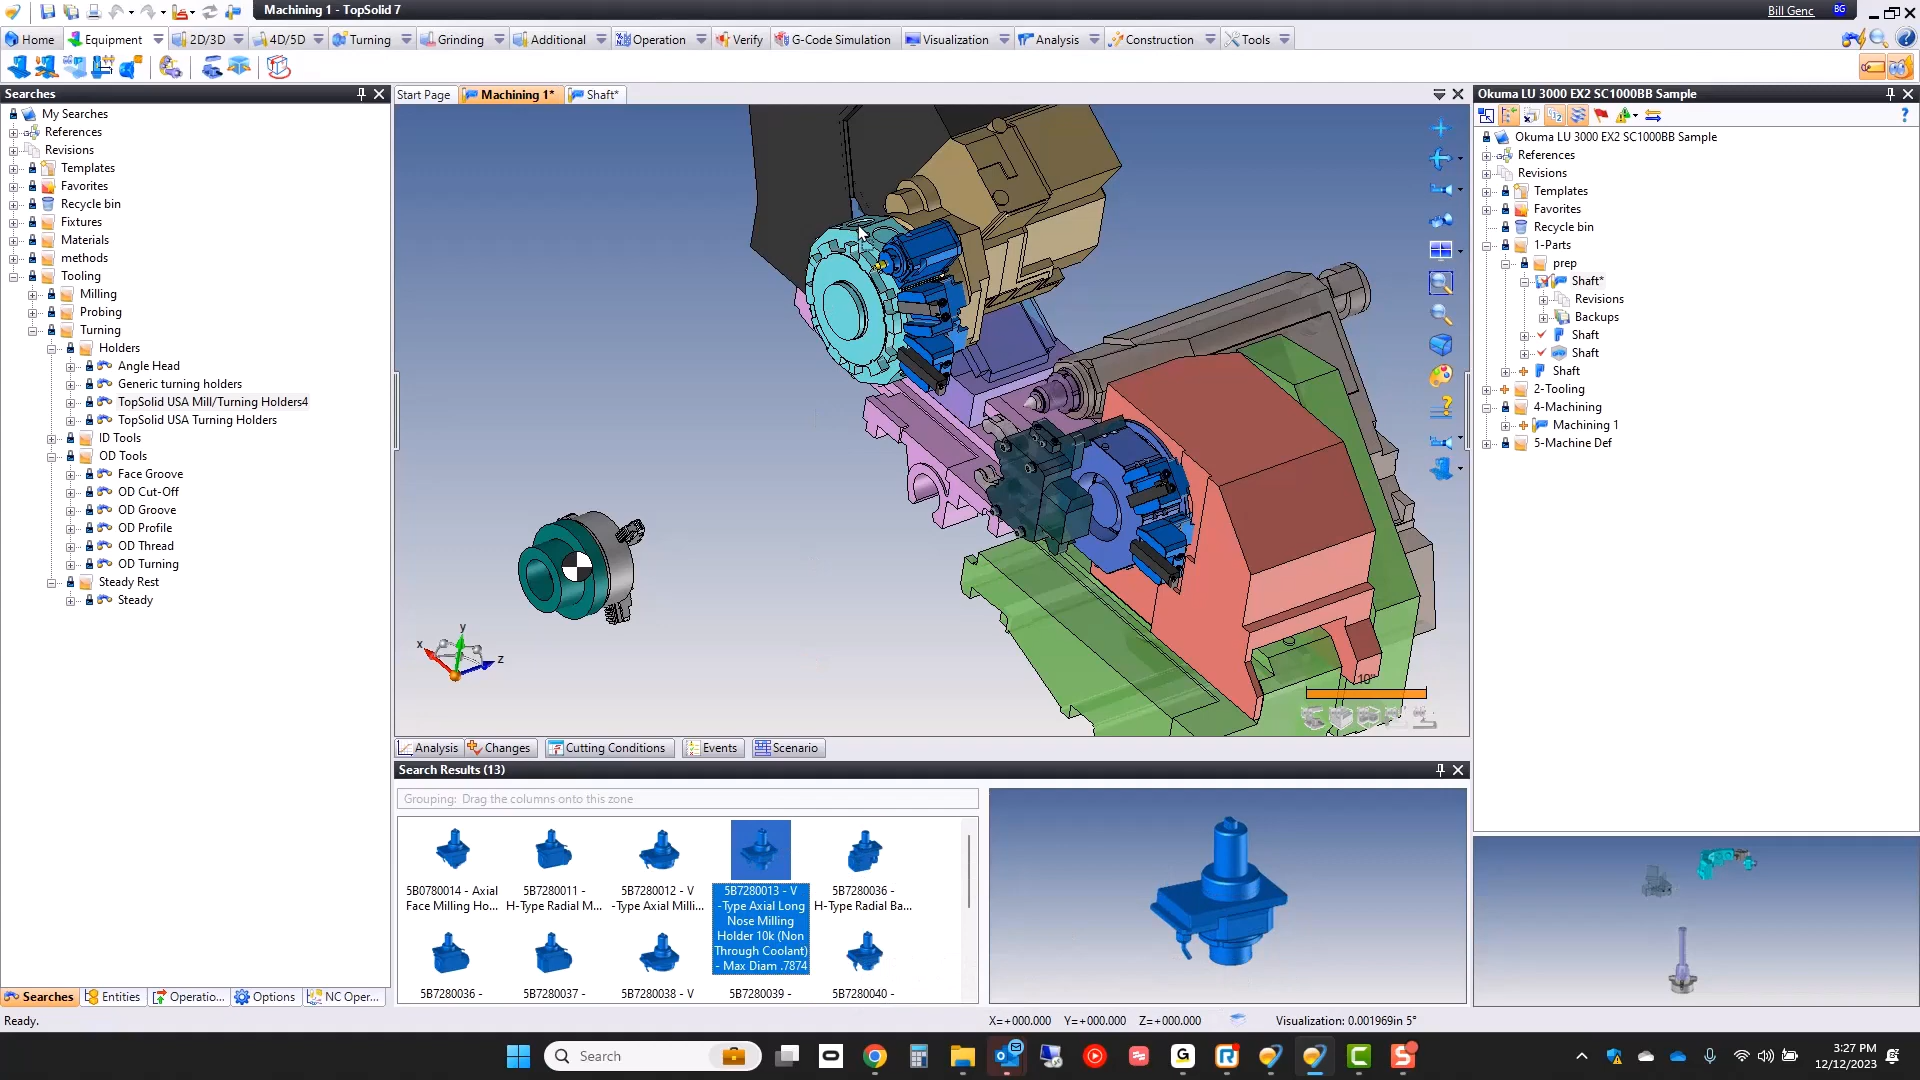 Machining 1 - TopSolid 7
Bill Genc
BG
Home
Equipment
2D/3D
4D/5D
Turning
Grinding
Additional
Operation
Verify
G-Code Simulation
Visualization
Analysis
Construction
Tools
Searches
My Searches
References
Revisions
Templates
Favorites
Recycle bin
Fixtures
Materials
methods
Tooling
Milling
Probing
Turning
Holders
Angle Head
Generic turning holders
TopSolid USA Mill/Turning Holders4
TopSolid USA Turning Holders
ID Tools
OD Tools
Face Groove
OD Cut-Off
OD Groove
OD Profile
OD Thread
OD Turning
Steady Rest
Steady
Searches
Entities
Operatio...
Options
NC Oper...
Ready.
Start Page
Machining 1*
Shaft*
x
y
z
10"
Analysis
Changes
Cutting Conditions
Events
Scenario
Search Results (13)
Grouping: Drag the columns onto this zone
5B0780014 - Axial
Face Milling Ho...
5B7280011 -
H-Type Radial M...
5B7280012 - V
-Type Axial Milli...
5B7280013 - V
-Type Axial Long
Nose Milling
Holder 10k (Non
Through Coolant)
- Max Diam .7874
5B7280036 -
H-Type Radial Ba...
5B7280036 -
5B7280037 -
5B7280038 - V
5B7280039 -
5B7280040 -
X=+000.000 Y=+000.000 Z=+000.000
Visualization: 0.001969in 5°
Okuma LU 3000 EX2 SC1000BB Sample
Okuma LU 3000 EX2 SC1000BB Sample
References
Revisions
Templates
Favorites
Recycle bin
1-Parts
prep
Shaft*
Revisions
Backups
Shaft
Shaft
Shaft
2-Tooling
4-Machining
Machining 1
5-Machine Def
Search
3:27 PM
12/12/2023